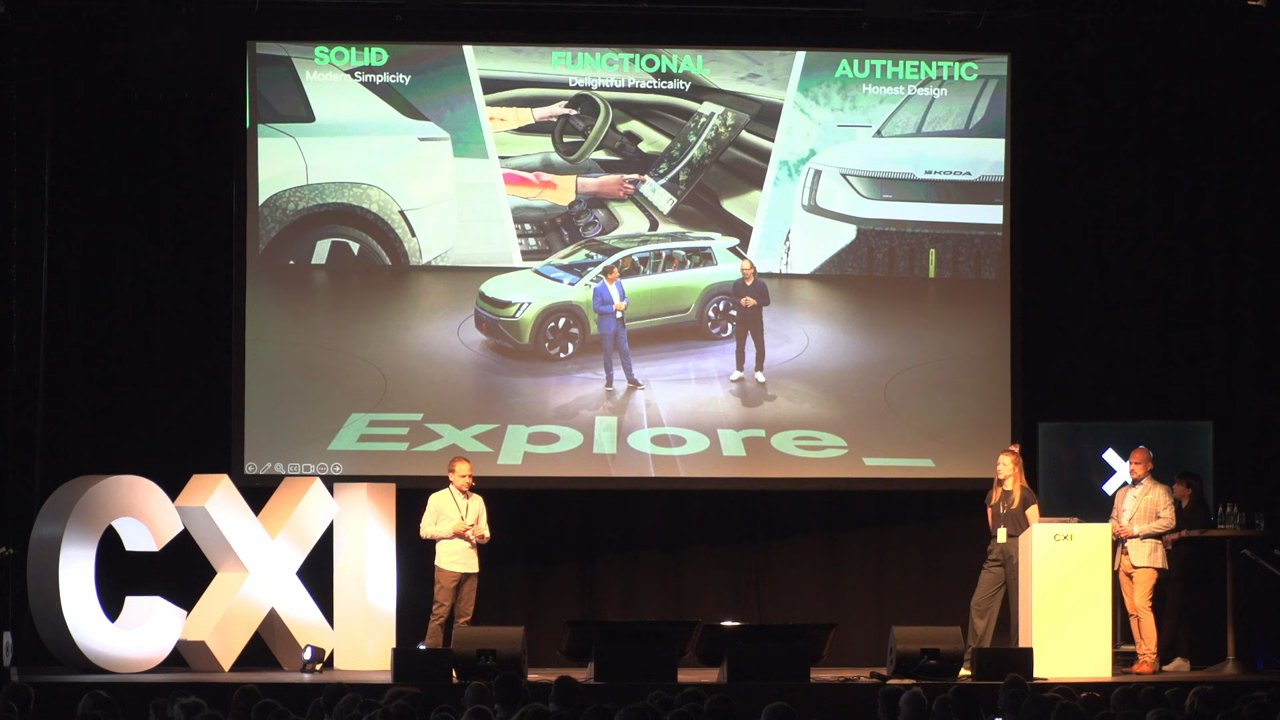 SOLID
Modern Simplicity
FUNCTIONAL
Delightful Practicality
AUTHENTIC
Honest Design
SKODA
Explore_
CXI
CXI